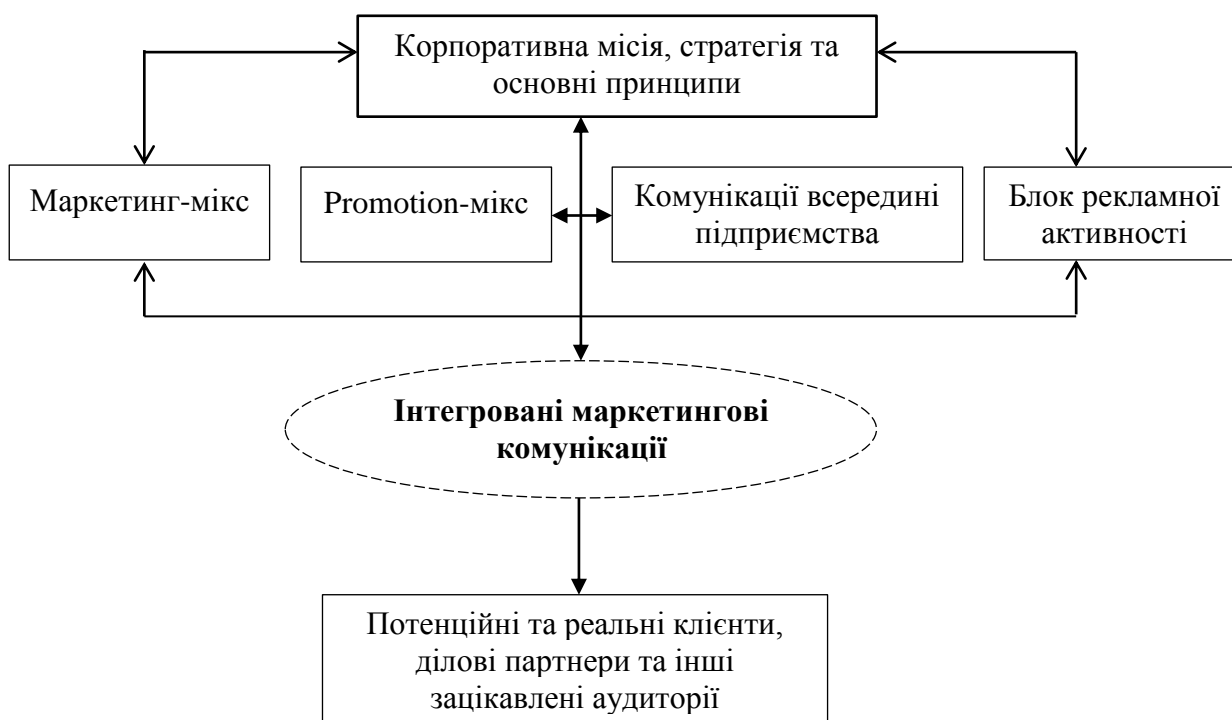 Корпоративна місія, стратегія та
основні принципи
Маркетинг-мікс
Promotion-мікс
Комунікації всередині
підприємства
Блок рекламної
активності
Інтегровані маркетингові
комунікації
Потенційні та реальні клієнти,
ділові партнери та інші
зацікавлені аудиторії